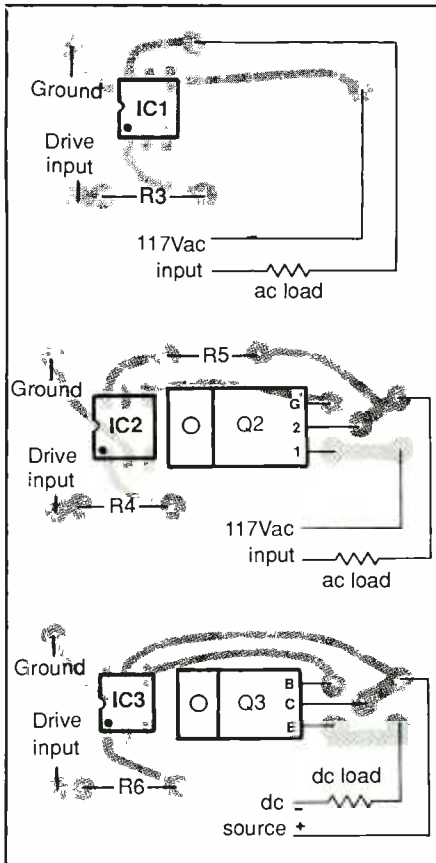 Ground
IC1
Drive
input
R3
117Vac
input
ac load
R5
Ground
IC2
Q2
G
2
1
Drive
input
R4
117Vac
input
ac load
Ground
IC3
Q3
B
C
E
Drive
input
R6
dc load
dc -
source +